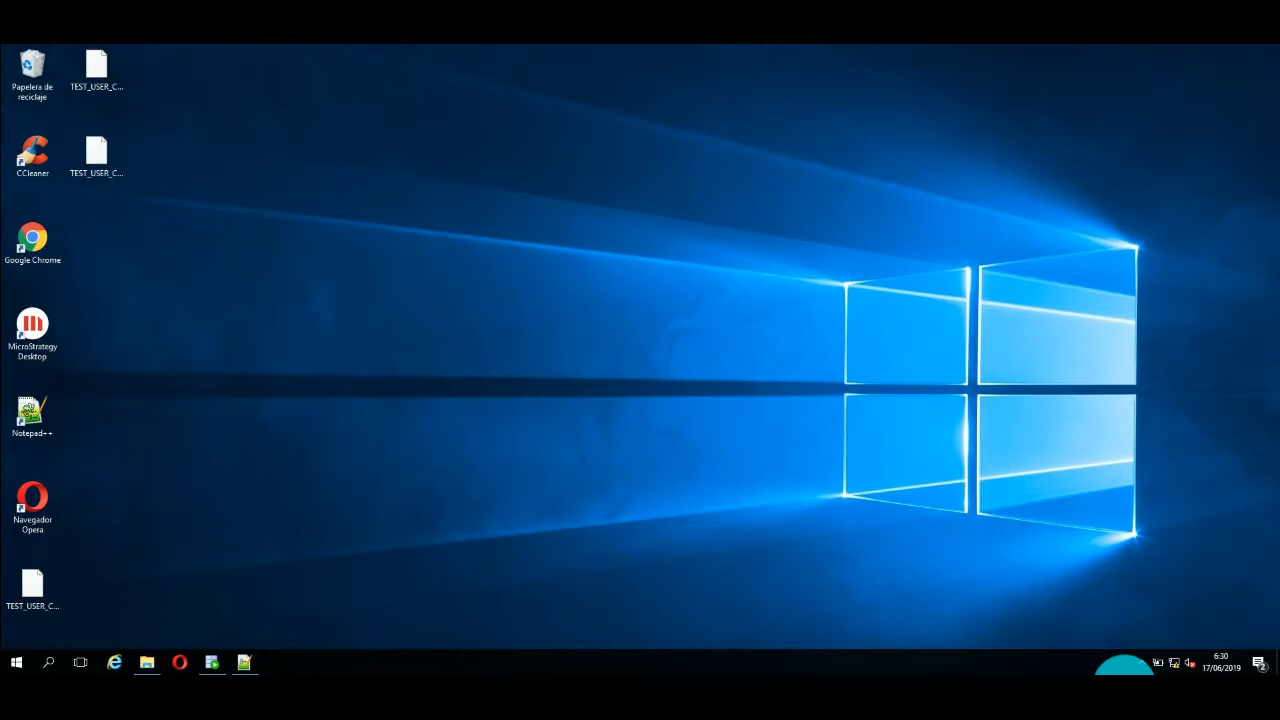 Papelera de
reciclaje
TEST_USER_C...
CCleaner
TEST_USER_C...
Google Chrome
MicroStrategy
Desktop
Notepad++
Navegador
Opera
TEST_USER_C...
6:30
17/06/2019
2